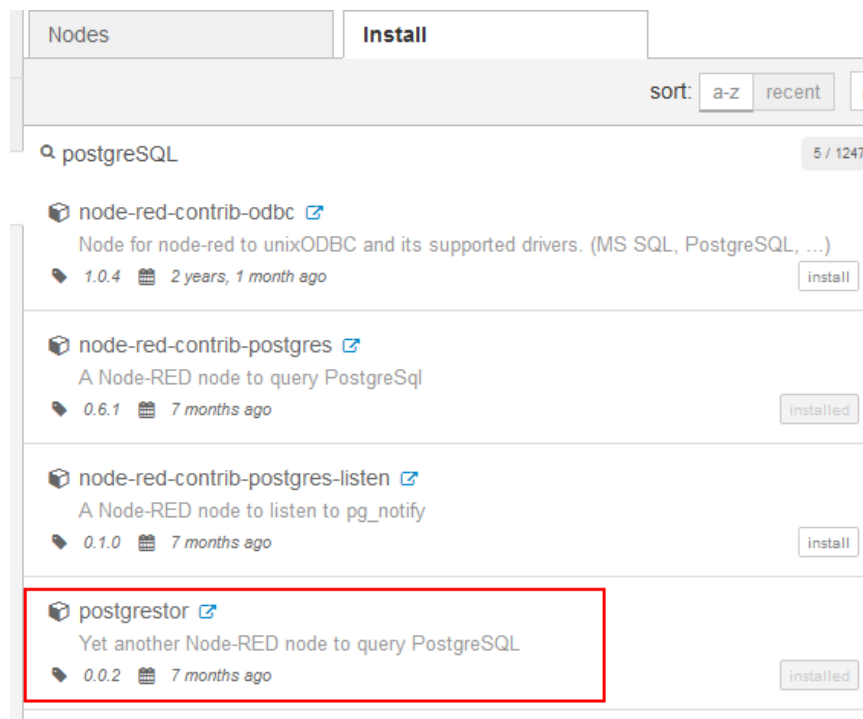 Nodes
Install
sort: a-z recent
postgreSQL
5 / 1247
node-red-contrib-odbc
Node for node-red to unixODBC and its supported drivers. (MS SQL, PostgreSQL, ...)
1.0.4 2 years, 1 month ago
install
node-red-contrib-postgres
A Node-RED node to query PostgreSql
0.6.1 7 months ago
installed
node-red-contrib-postgres-listen
A Node-RED node to listen to pg_notify
0.1.0 7 months ago
install
postgrestor
Yet another Node-RED node to query PostgreSQL
0.0.2 7 months ago
installed